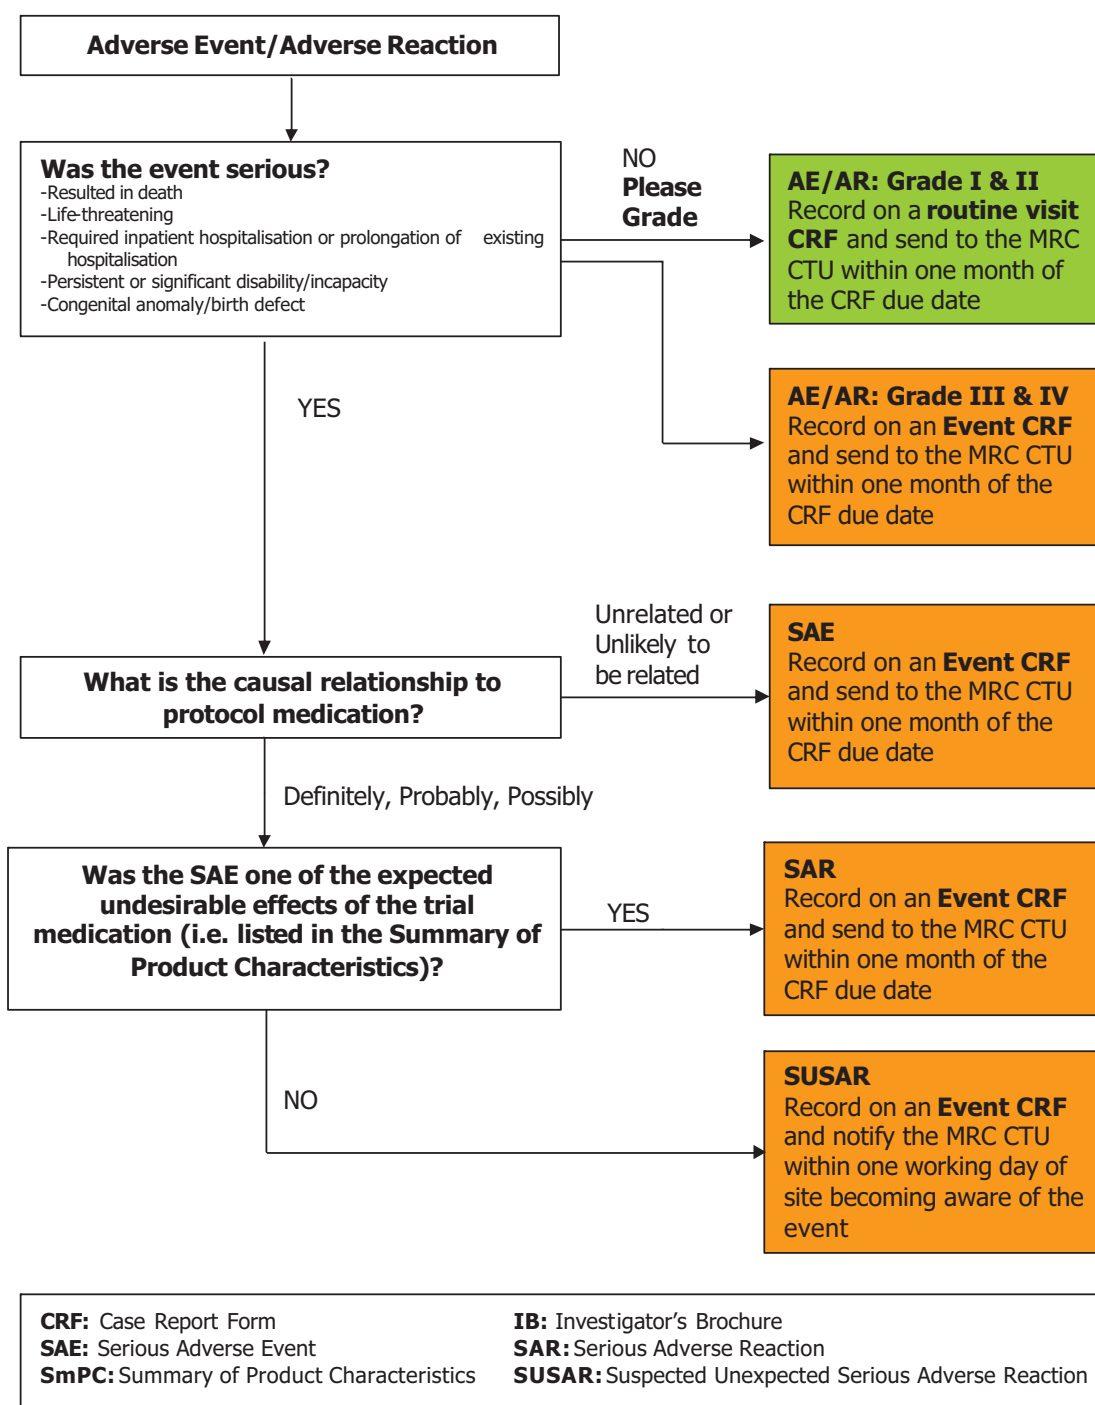 Adverse Event/Adverse Reaction
Was the event serious?
-Resulted in death
-Life-threatening
-Required inpatient hospitalisation or prolongation of existing
hospitalisation
-Persistent or significant disability/incapacity
-Congenital anomaly/birth defect
NO
Please
Grade
AE/AR: Grade I & II
Record on a routine visit
CRF and send to the MRC
CTU within one month of
the CRF due date
YES
AE/AR: Grade III & IV
Record on an Event CRF
and send to the MRC CTU
within one month of the
CRF due date
What is the causal relationship to
protocol medication?
Unrelated or
Unlikely to
be related
SAE
Record on an Event CRF
and send to the MRC CTU
within one month of the
CRF due date
Definitely, Probably, Possibly
Was the SAE one of the expected
undesirable effects of the trial
medication (i.e. listed in the Summary of
Product Characteristics)?
YES
SAR
Record on an Event CRF
and send to the MRC CTU
within one month of the
CRF due date
NO
SUSAR
Record on an Event CRF
and notify the MRC CTU
within one working day of
site becoming aware of the
event
CRF: Case Report Form
SAE: Serious Adverse Event
SmPC: Summary of Product Characteristics
IB: Investigator's Brochure
SAR: Serious Adverse Reaction
SUSAR: Suspected Unexpected Serious Adverse Reaction